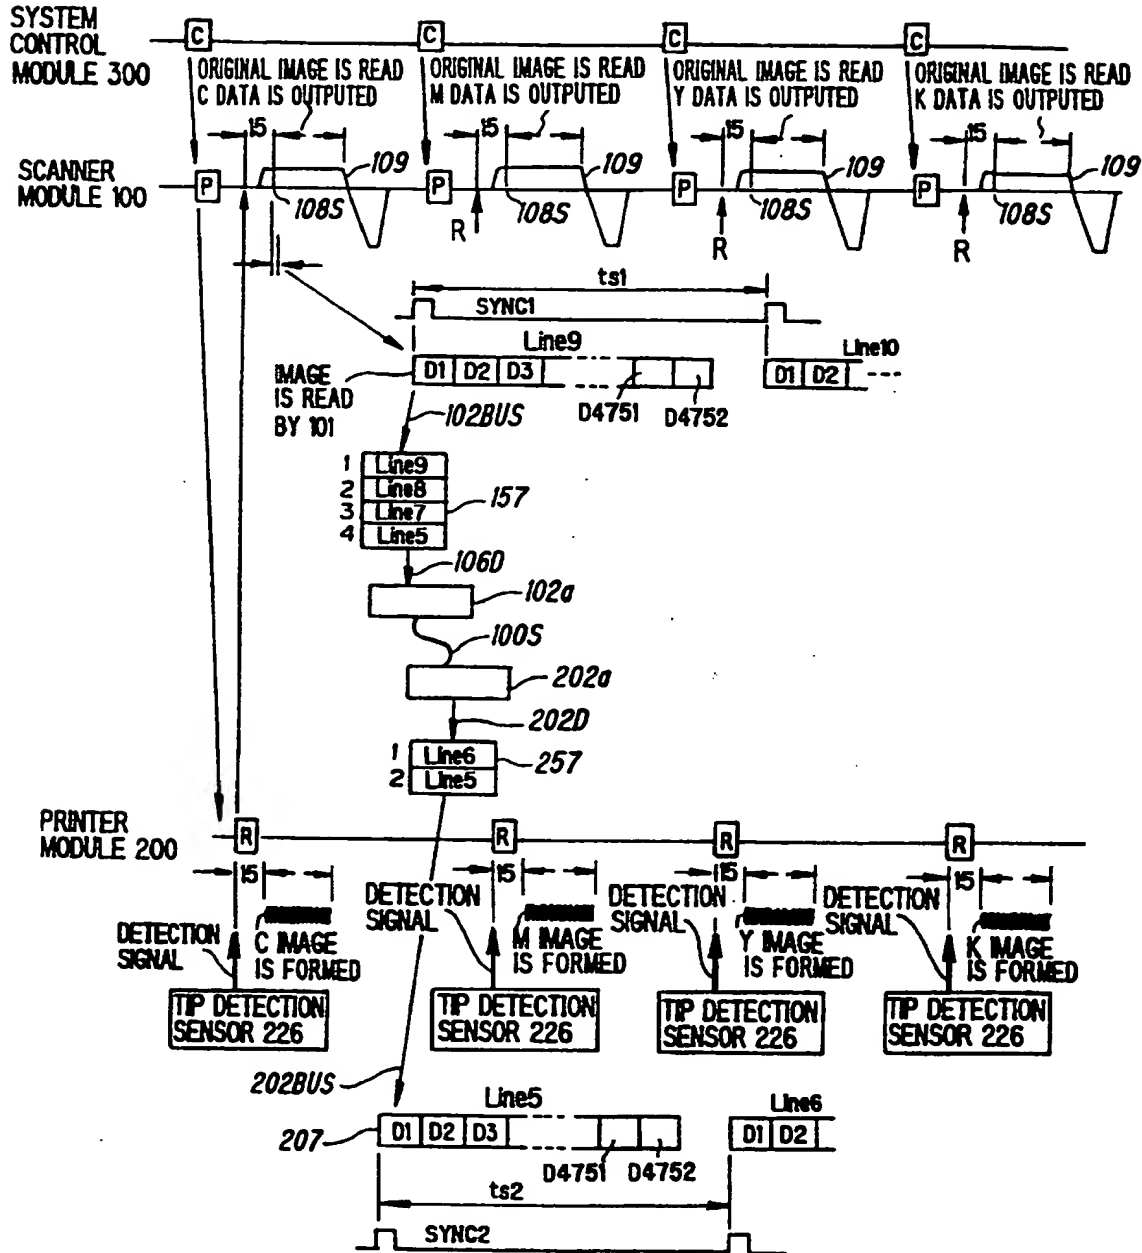 SYSTEM
CONTROL
MODULE 300
C
C
C
C
ORIGINAL IMAGE IS READ
C DATA IS OUTPUTED
ORIGINAL IMAGE IS READ
M DATA IS OUTPUTED
ORIGINAL IMAGE IS READ
Y DATA IS OUTPUTED
ORIGINAL IMAGE IS READ
K DATA IS OUTPUTED
15
15
15
15
SCANNER
MODULE 100
P
P
P
P
109
109
109
109
108S
108S
108S
108S
R
R
R
ts1
SYNC1
Line9
Line10
IMAGE
IS READ
BY 101
D1 D2 D3
D4751
D4752
D1 D2
102BUS
1 Line9
2 Line8
3 Line7
4 Line5
157
106D
102a
100S
202a
202D
1 Line6
2 Line5
257
PRINTER
MODULE 200
R
R
R
R
15
15
15
15
DETECTION
SIGNAL
C IMAGE
IS FORMED
DETECTION
SIGNAL
M IMAGE
IS FORMED
DETECTION
SIGNAL
Y IMAGE
IS FORMED
DETECTION
SIGNAL
K IMAGE
IS FORMED
TIP DETECTION
SENSOR 226
TIP DETECTION
SENSOR 226
TIP DETECTION
SENSOR 226
TIP DETECTION
SENSOR 226
202BUS
Line5
Line6
207
D1 D2 D3
D4751
D4752
D1 D2
ts2
SYNC2